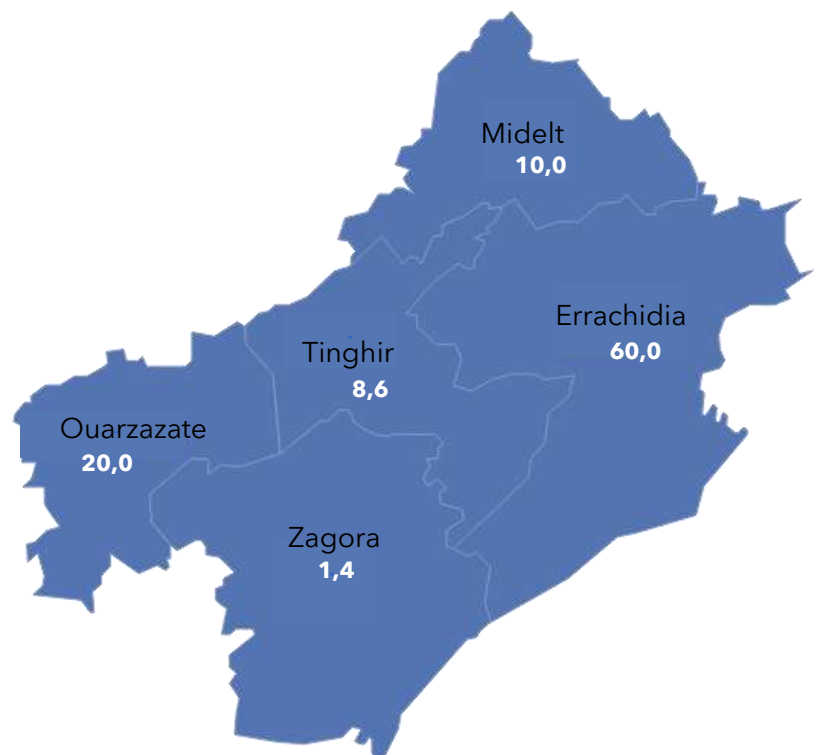 Midelt
10,0
Errachidia
60,0
Tinghir
8,6
Ouarzazate
20,0
Zagora
1,4